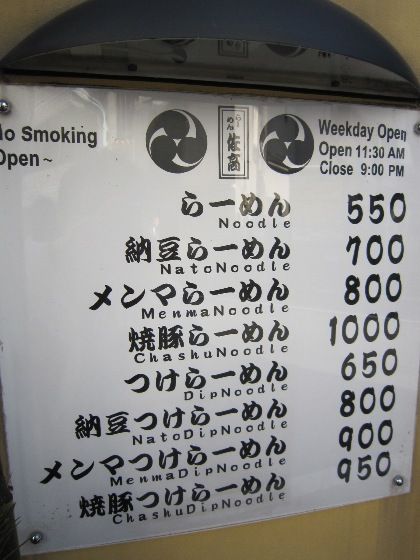 No Smoking
Open~
らーめん
Weekday Open
Open 11:30 AM
Close 9:00 PM
らーめん 550
Noodle
納豆らーめん 700
NatoNoodle
メンマらーめん 800
MenmaNoodle
焼豚らーめん 1000
ChashuNoodle
つけらーめん 650
DipNoodle
納豆つけらーめん 800
NatoDipNoodle
メンマつけらーめん 900
MenmaDipNoodle
焼豚つけらーめん 950
ChashuDipNoodle